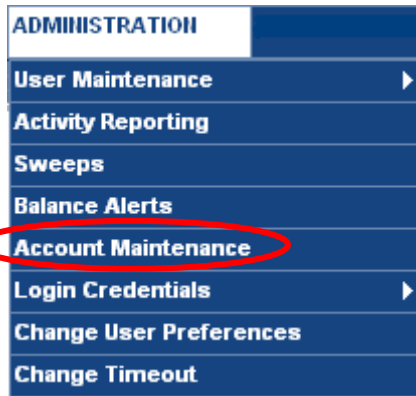 ADMINISTRATION
User Maintenance
Activity Reporting
Sweeps
Balance Alerts
Account Maintenance
Login Credentials
Change User Preferences
Change Timeout